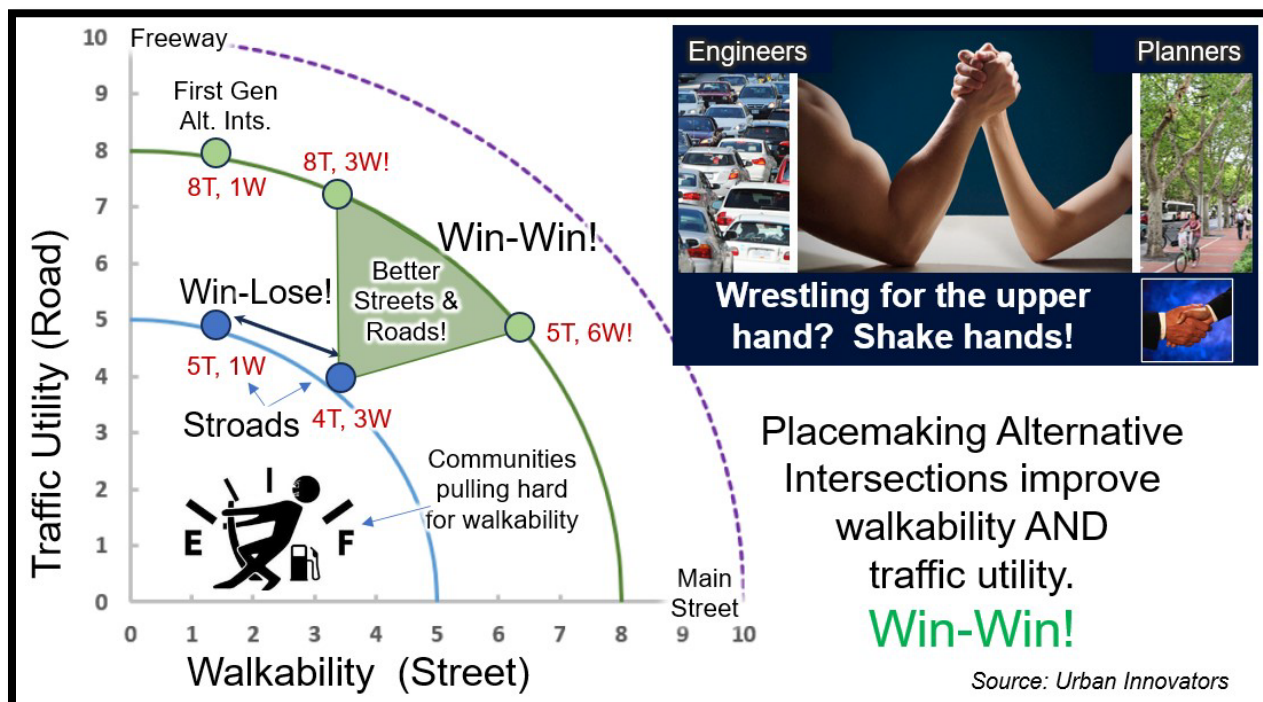 10
Freeway
9
8
7
6
5
4
3
2
1
0
Traffic Utility (Road)
First Gen
Alt. Ints.
8T, 1W
8T, 3W!
Win-Win!
Better
Streets &
Roads!
Win-Lose!
5T, 1W
5T, 6W!
Stroads
4T, 3W
Communities
pulling hard
for walkability
E
F
Main
Street
0 1 2 3 4 5 6 7 8 9 10
Walkability (Street)
Engineers
Planners
Wrestling for the upper
hand? Shake hands!
Placemaking Alternative
Intersections improve
walkability AND
traffic utility.
Win-Win!
Source: Urban Innovators